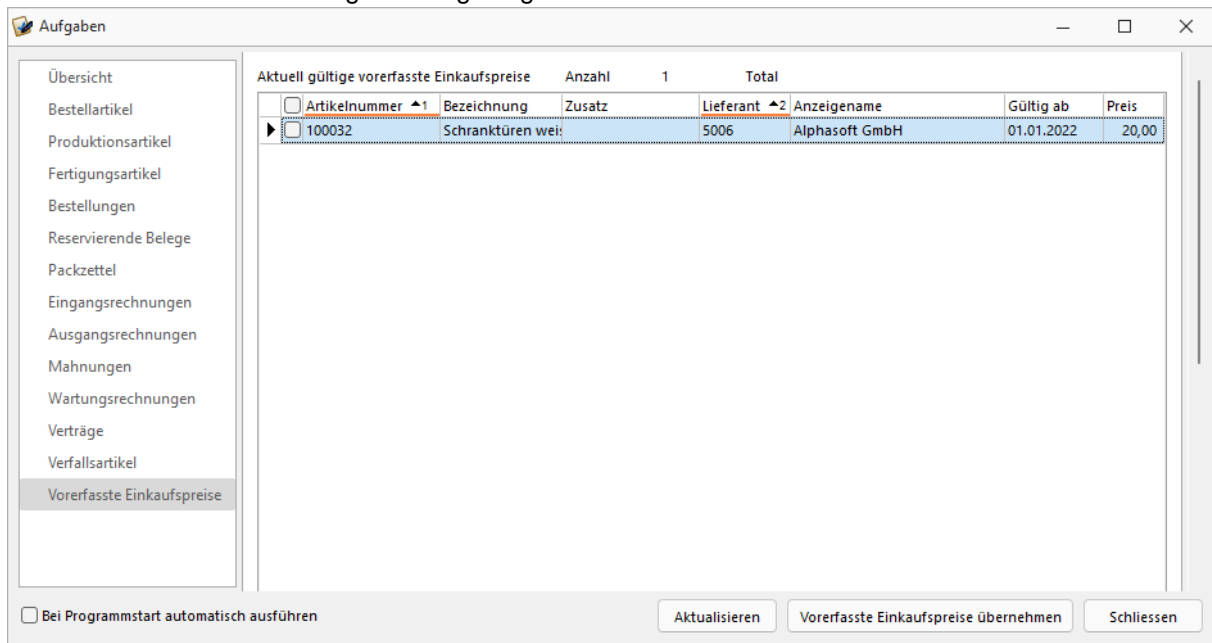 Aufgaben
Übersicht
Bestellartikel
Produktionsartikel
Fertigungsartikel
Bestellungen
Reservierende Belege
Packzettel
Eingangsrechnungen
Ausgangsrechnungen
Mahnungen
Wartungsrechnungen
Verträge
Verfallsartikel
Vorerfasste Einkaufspreise
Aktuell gültige vorerfasste Einkaufspreise Anzahl 1 Total
Artikelnummer 1 Bezeichnung Zusatz Lieferant 2 Anzeigename Gültig ab Preis
100032 Schranktüren weis 5006 Alphasoft GmbH 01.01.2022 20,00
Bei Programmstart automatisch ausführen Aktualisieren Vorerfasste Einkaufspreise übernehmen Schliessen